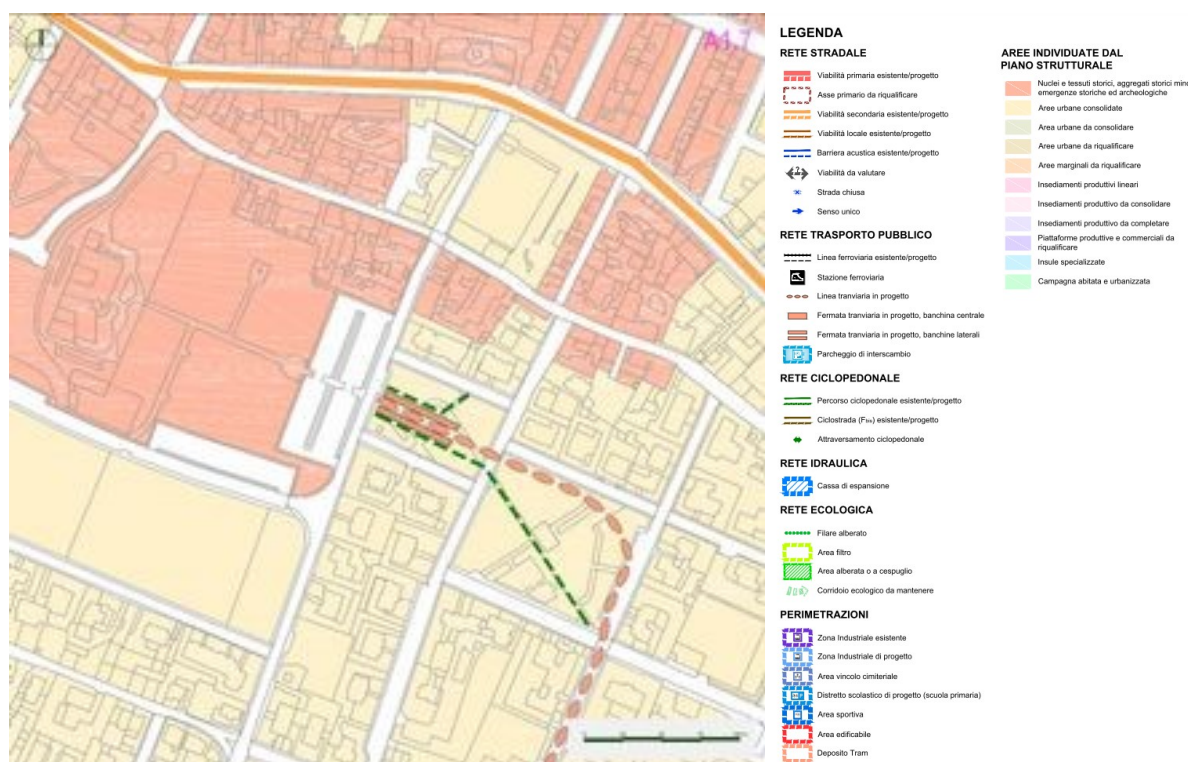 LEGENDA
RETE STRADALE
Viabilità primaria esistente/progetto
Asse primario da riqualificare
Viabilità secondaria esistente/progetto
Viabilità locale esistente/progetto
Barriera acustica esistente/progetto
Viabilità da valutare
Strada chiusa
Senso unico
RETE TRASPORTO PUBBLICO
Linea ferroviaria esistente/progetto
Stazione ferroviaria
Linea tranviaria in progetto
Fermata tranviaria in progetto, banchina centrale
Fermata tranviaria in progetto, banchine laterali
P
Parcheggio di interscambio
RETE CICLOPEDONALE
Percorso ciclopedonale esistente/progetto
Ciclostrada (Fbis) esistente/progetto
Attraversamento ciclopedonale
RETE IDRAULICA
Cassa di espansione
RETE ECOLOGICA
Filare alberato
Area filtro
Area alberata o a cespuglio
Corridoio ecologico da mantenere
PERIMETRAZIONI
Zona Industriale esistente
Zona Industriale di progetto
Area vincolo cimiteriale
Distretto scolastico di progetto (scuola primaria)
Area sportiva
Area edificabile
Deposito Tram
AREE INDIVIDUATE DAL
PIANO STRUTTURALE
Nuclei e tessuti storici, aggregati storici mino
emergenze storiche ed archeologiche
Aree urbane consolidate
Area urbane da consolidare
Aree urbane da riqualificare
Aree marginali da riqualificare
Insediamenti produttivi lineari
Insediamenti produttivo da consolidare
Insediamenti produttivo da completare
Piattaforme produttive e commerciali da
riqualificare
Insule specializzate
Campagna abitata e urbanizzata